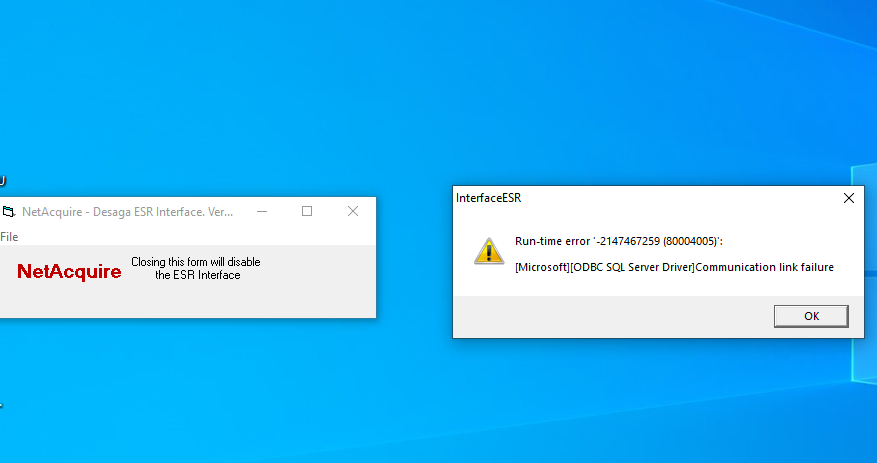 NetAcquire - Desaga ESR Interface. Ver...
File
NetAcquire
Closing this form will disable
the ESR Interface
InterfaceESR
Run-time error '-2147467259 (80004005)':
[Microsoft][ODBC SQL Server Driver]Communication link failure
OK